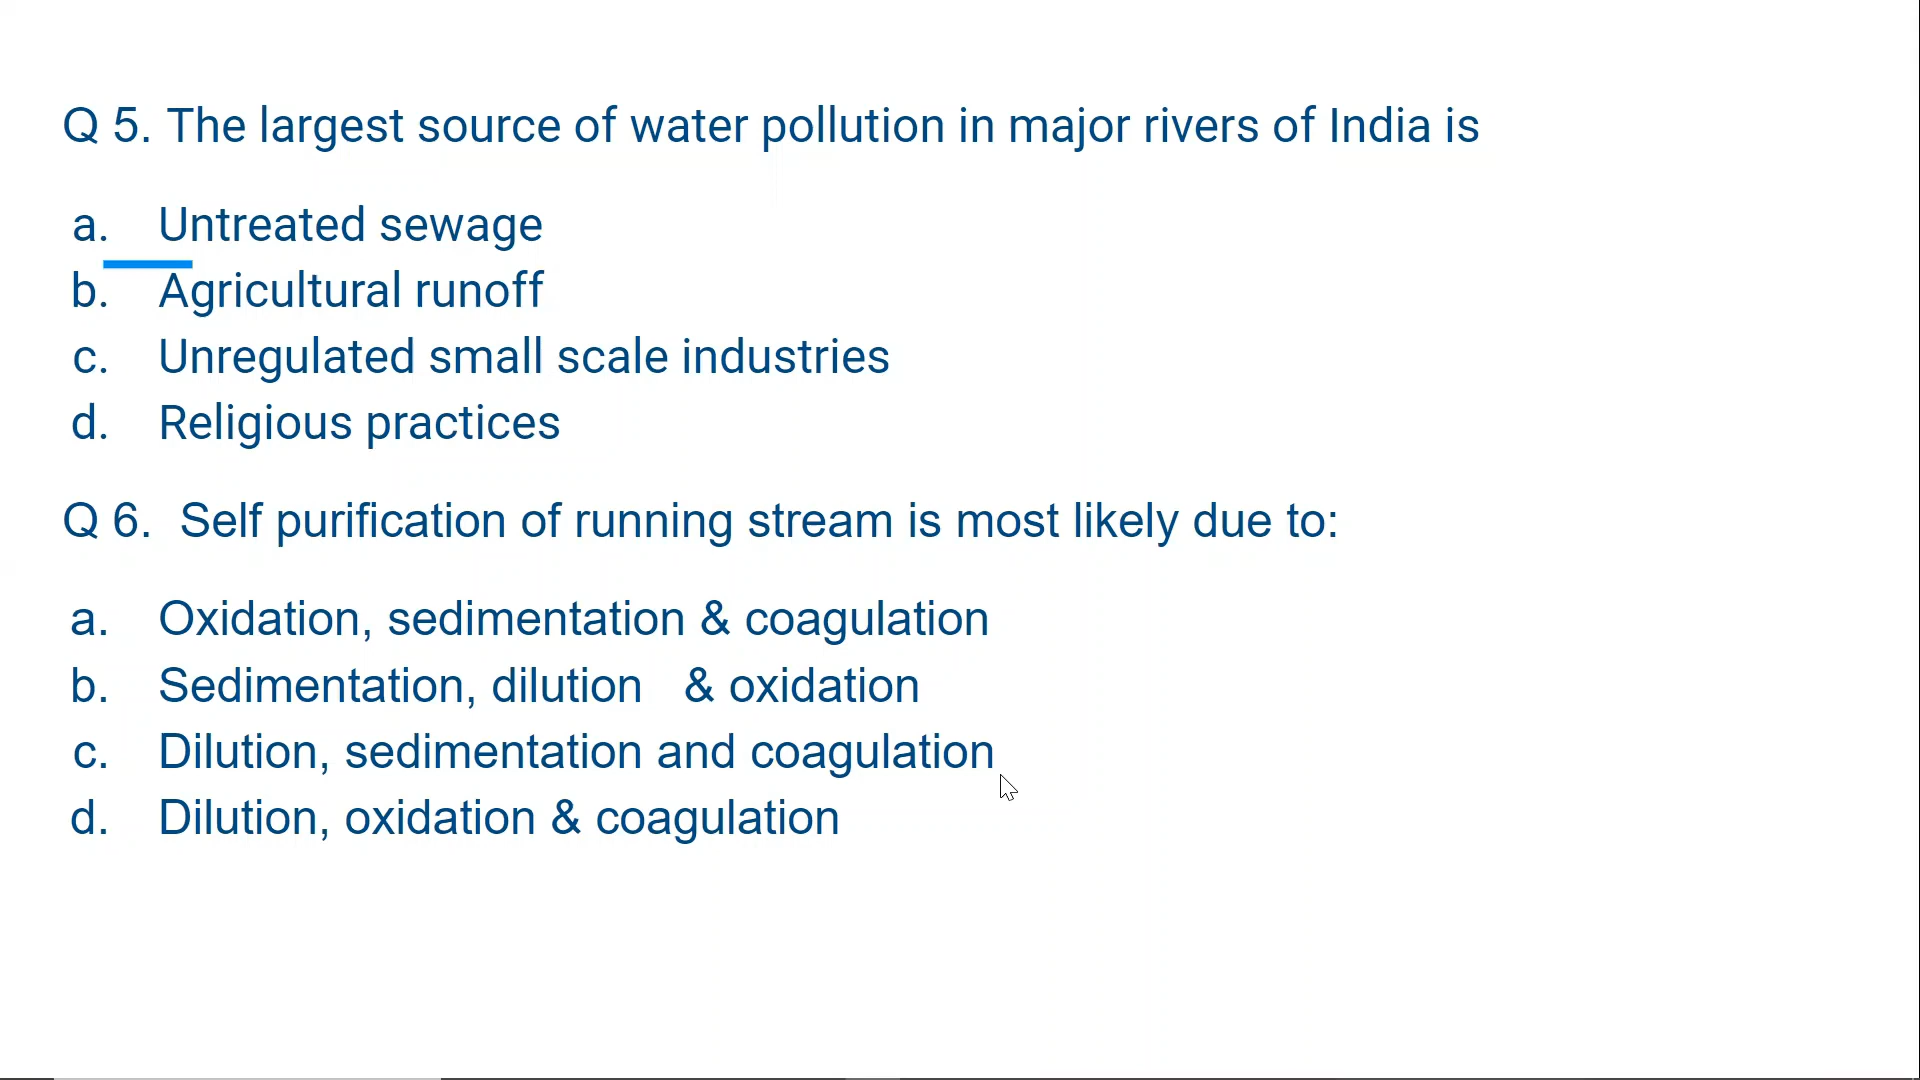 Q 5. The largest source of water pollution in major rivers of India is
a. Untreated sewage
b. Agricultural runoff
c. Unregulated small scale industries
d. Religious practices
Q 6. Self purification of running stream is most likely due to:
a. Oxidation, sedimentation & coagulation
b. Sedimentation, dilution & oxidation
c. Dilution, sedimentation and coagulation
d. Dilution, oxidation & coagulation